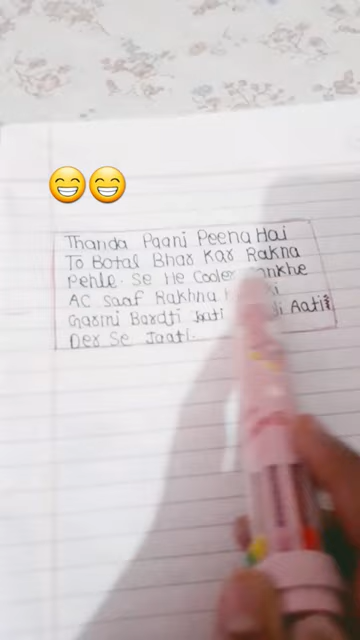 Thanda Paani Peena Hai
To Botal Bhar Kar Rakna
Pehle. Se He Cooler
AC Saaf Rakhna
Garmi Bardti Jaati Aati
Der Se Jaati.